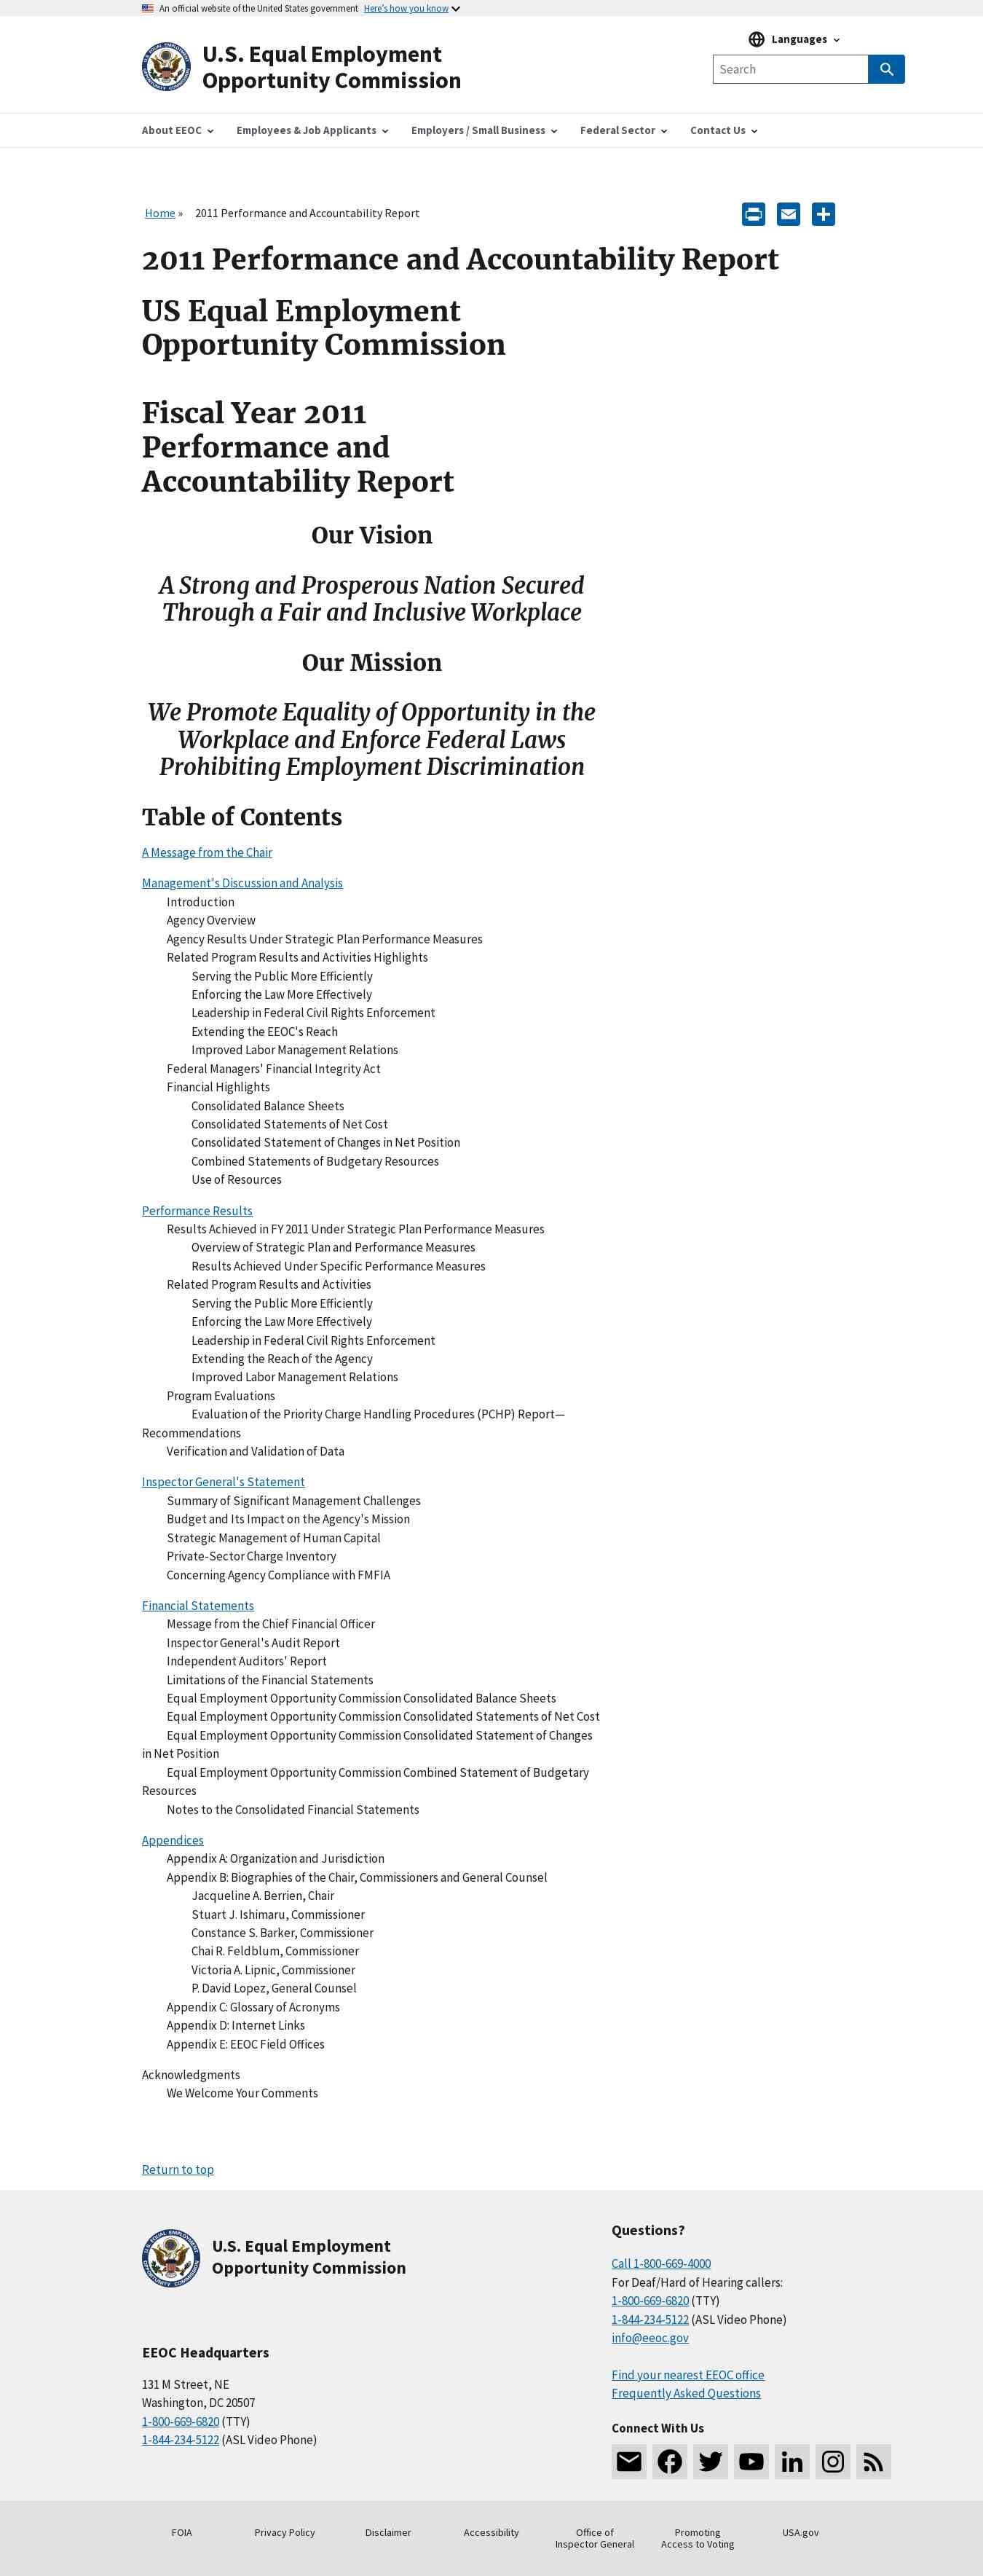 An official website of the United States government Here's how you know
U.S. Equal Employment
Opportunity Commission
Languages
Search
About EEOC
Employees & Job Applicants
Employers / Small Business
Federal Sector
Contact Us
Home » 2011 Performance and Accountability Report
2011 Performance and Accountability Report
US Equal Employment
Opportunity Commission
Fiscal Year 2011
Performance and
Accountability Report
Our Vision
A Strong and Prosperous Nation Secured
Through a Fair and Inclusive Workplace
Our Mission
We Promote Equality of Opportunity in the
Workplace and Enforce Federal Laws
Prohibiting Employment Discrimination
Table of Contents
A Message from the Chair
Management's Discussion and Analysis
Introduction
Agency Overview
Agency Results Under Strategic Plan Performance Measures
Related Program Results and Activities Highlights
Serving the Public More Efficiently
Enforcing the Law More Effectively
Leadership in Federal Civil Rights Enforcement
Extending the EEOC's Reach
Improved Labor Management Relations
Federal Managers' Financial Integrity Act
Financial Highlights
Consolidated Balance Sheets
Consolidated Statements of Net Cost
Consolidated Statement of Changes in Net Position
Combined Statements of Budgetary Resources
Use of Resources
Performance Results
Results Achieved in FY 2011 Under Strategic Plan Performance Measures
Overview of Strategic Plan and Performance Measures
Results Achieved Under Specific Performance Measures
Related Program Results and Activities
Serving the Public More Efficiently
Enforcing the Law More Effectively
Leadership in Federal Civil Rights Enforcement
Extending the Reach of the Agency
Improved Labor Management Relations
Program Evaluations
Evaluation of the Priority Charge Handling Procedures (PCHP) Report—
Recommendations
Verification and Validation of Data
Inspector General's Statement
Summary of Significant Management Challenges
Budget and Its Impact on the Agency's Mission
Strategic Management of Human Capital
Private-Sector Charge Inventory
Concerning Agency Compliance with FMFIA
Financial Statements
Message from the Chief Financial Officer
Inspector General's Audit Report
Independent Auditors' Report
Limitations of the Financial Statements
Equal Employment Opportunity Commission Consolidated Balance Sheets
Equal Employment Opportunity Commission Consolidated Statements of Net Cost
Equal Employment Opportunity Commission Consolidated Statement of Changes
in Net Position
Equal Employment Opportunity Commission Combined Statement of Budgetary
Resources
Notes to the Consolidated Financial Statements
Appendices
Appendix A: Organization and Jurisdiction
Appendix B: Biographies of the Chair, Commissioners and General Counsel
Jacqueline A. Berrien, Chair
Stuart J. Ishimaru, Commissioner
Constance S. Barker, Commissioner
Chai R. Feldblum, Commissioner
Victoria A. Lipnic, Commissioner
P. David Lopez, General Counsel
Appendix C: Glossary of Acronyms
Appendix D: Internet Links
Appendix E: EEOC Field Offices
Acknowledgments
We Welcome Your Comments
Return to top
U.S. Equal Employment
Opportunity Commission
EEOC Headquarters
131 M Street, NE
Washington, DC 20507
1-800-669-6820 (TTY)
1-844-234-5122 (ASL Video Phone)
Questions?
Call 1-800-669-4000
For Deaf/Hard of Hearing callers:
1-800-669-6820 (TTY)
1-844-234-5122 (ASL Video Phone)
info@eeoc.gov
Find your nearest EEOC office
Frequently Asked Questions
Connect With Us
FOIA
Privacy Policy
Disclaimer
Accessibility
Office of
Inspector General
Promoting
Access to Voting
USA.gov